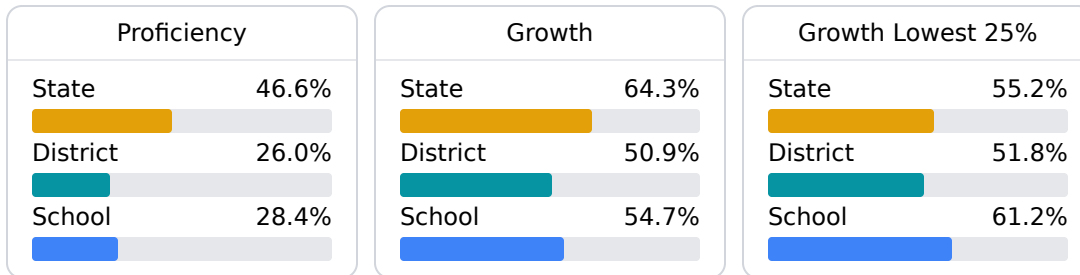 Proficiency
State 46.6%
District 26.0%
School 28.4%
Growth
State 64.3%
District 50.9%
School 54.7%
Growth Lowest 25%
State 55.2%
District 51.8%
School 61.2%